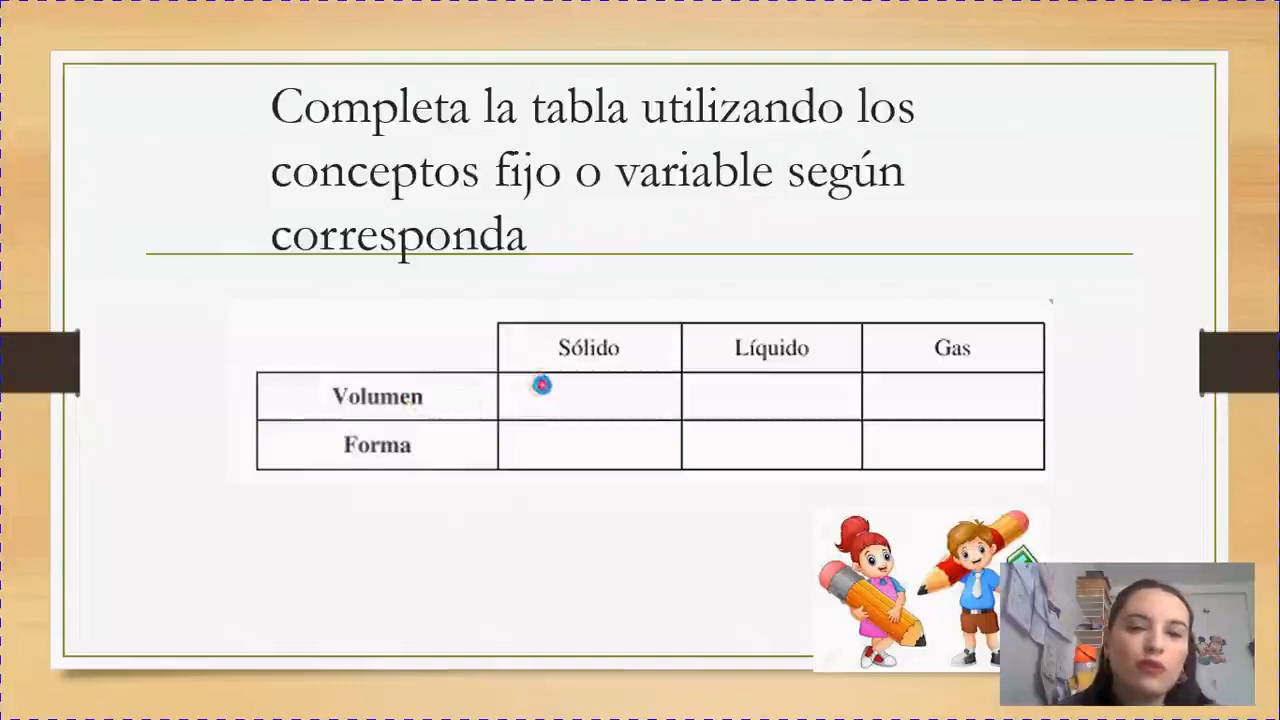 Completa la tabla utilizando los
conceptos fijo o variable según
corresponda
Sólido Líquido Gas
Volumen
Forma